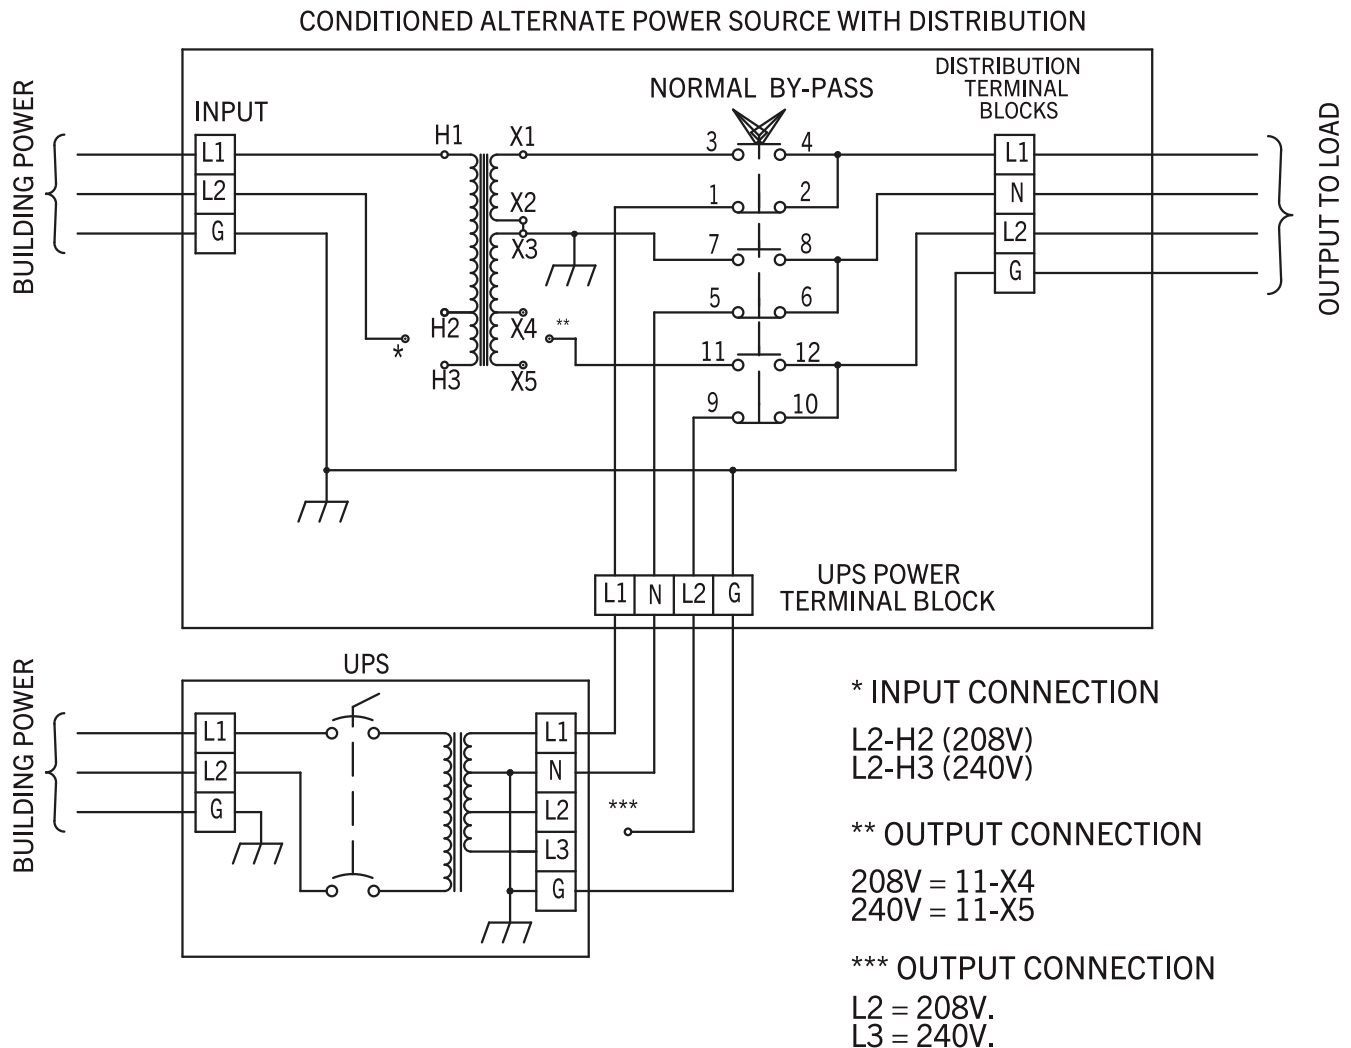 CONDITIONED ALTERNATE POWER SOURCE WITH DISTRIBUTION
BUILDING POWER
INPUT
L1
L2
G
H1
H2
H3
*
X1
X2
X3
X4
X5
**
NORMAL BY-PASS
3 4
1 2
7 8
5 6
11 12
9 10
DISTRIBUTION
TERMINAL
BLOCKS
L1
N
L2
G
OUTPUT TO LOAD
L1 N L2 G
UPS POWER
TERMINAL BLOCK
BUILDING POWER
UPS
L1
L2
G
L1
N
L2
L3
G
***
* INPUT CONNECTION
L2-H2 (208V)
L2-H3 (240V)
** OUTPUT CONNECTION
208V = 11-X4
240V = 11-X5
*** OUTPUT CONNECTION
L2 = 208V.
L3 = 240V.